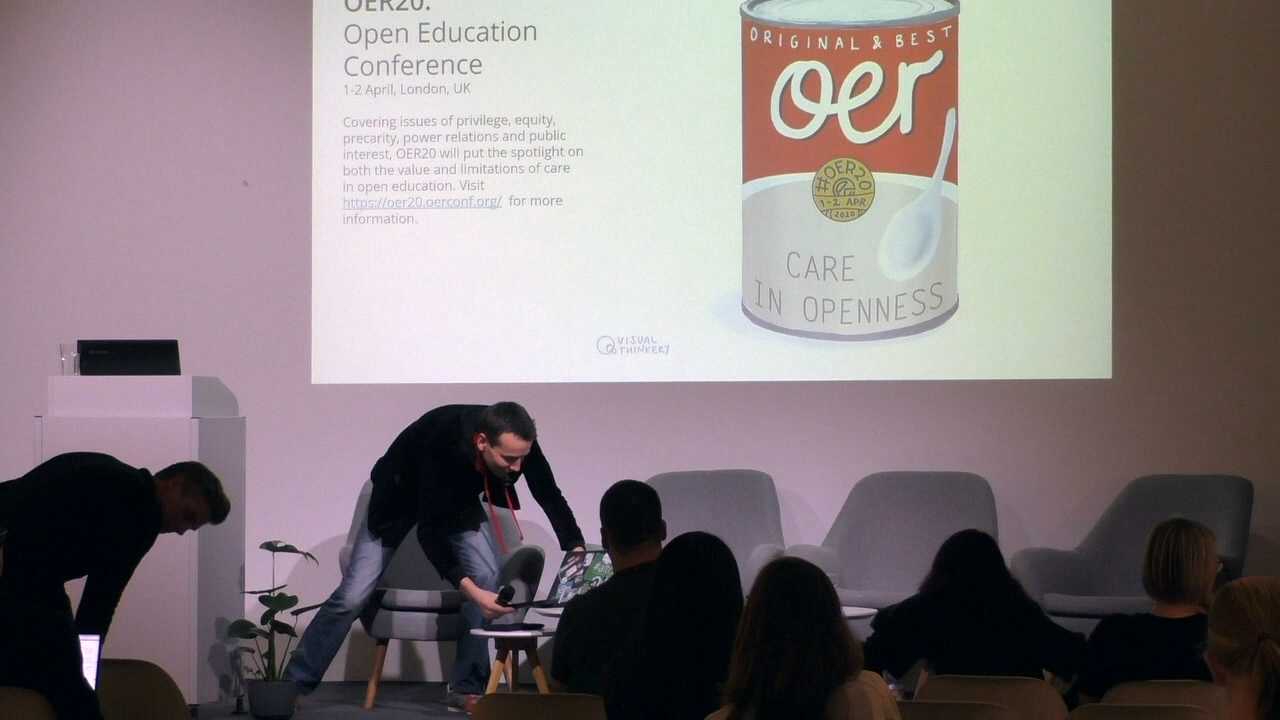 OER20:
Open Education
Conference
1-2 April, London, UK
Covering issues of privilege, equity,
precarity, power relations and public
interest, OER20 will put the spotlight on
both the value and limitations of care
in open education. Visit
https://oer20.oerconf.org/ for more
information.
VISUAL
THINKERY
ORIGINAL & BEST
oer
#OER20
1-2 APR
CARE
IN OPENNESS